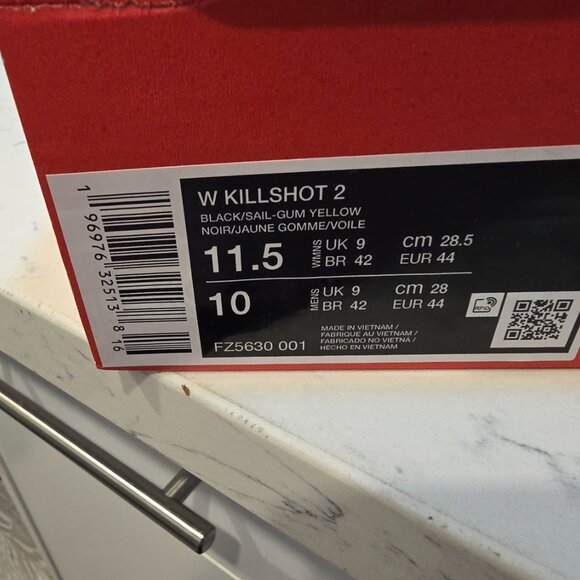 W KILLSHOT 2
BLACK/SAIL-GUM YELLOW
NOIR/JAUNE GOMME/VOILE
11.5 WMNS UK 9 cm 28.5
BR 42 EUR 44
10 MENS UK 9 cm 28
BR 42 EUR 44
FZ5630 001
MADE IN VIETNAM /
FABRIQUE AU VIETNAM /
FABRICADO NO VIETNA /
HECHO EN VIETNAM
RFID
1 96976 32513 8 16